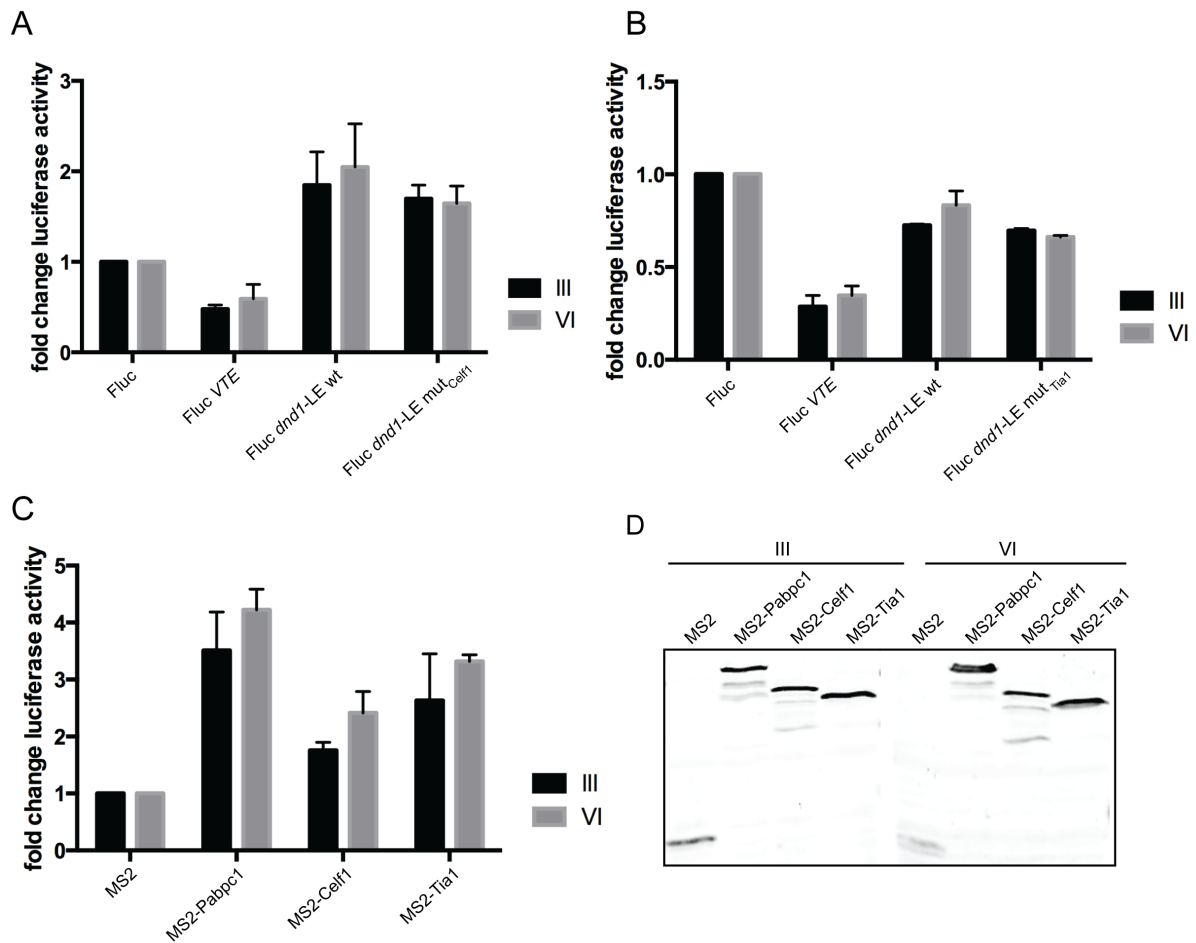 A
fold change luciferase activity
3
2
1
0
Fluc
Fluc VTE
Fluc dnd1-LE wt
Fluc dnd1-LE mut Celf1
III
VI
B
fold change luciferase activity
1.5
1.0
0.5
0.0
Fluc
Fluc VTE
Fluc dnd1-LE wt
Fluc dnd1-LE mut Tia1
III
VI
C
fold change luciferase activity
5
4
3
2
1
0
MS2
MS2-Pabpc1
MS2-Celf1
MS2-Tia1
III
VI
D
III
VI
MS2
MS2-Pabpc1
MS2-Celf1
MS2-Tia1
MS2
MS2-Pabpc1
MS2-Celf1
MS2-Tia1